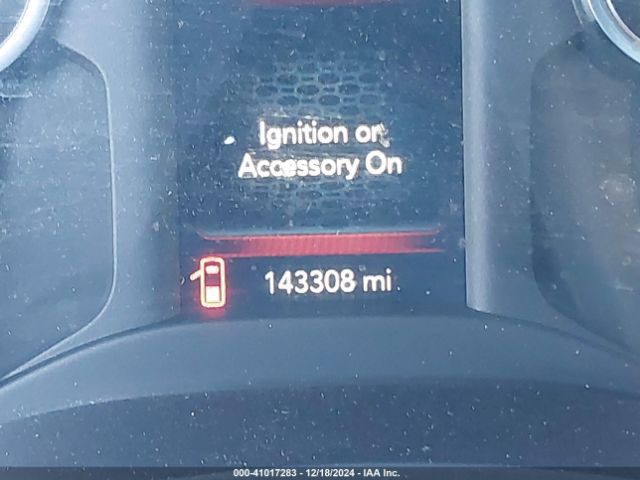 Ignition or
Accessory On
143308 mi
000-41017283 - 12/18/2024 - IAA Inc.